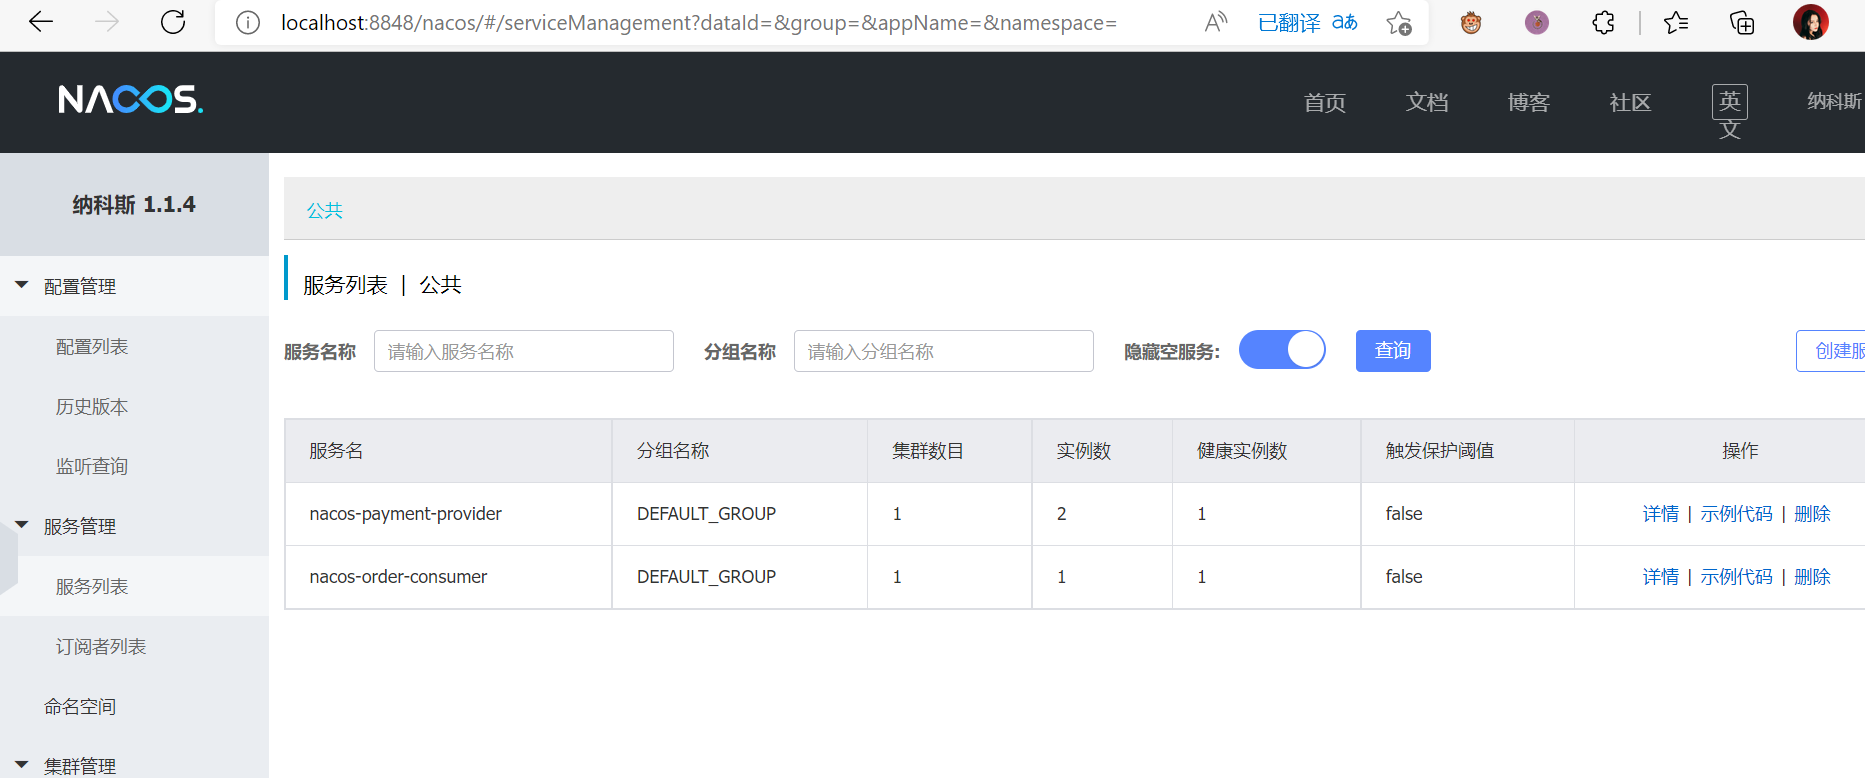 localhost:8848/nacos/#/serviceManagement?dataId=&group=&appName=&namespace=
已翻译
NACOS.
首页
文档
博客
社区
英文
纳科斯
纳科斯 1.1.4
配置管理
配置列表
历史版本
监听查询
服务管理
服务列表
订阅者列表
命名空间
集群管理
公共
服务列表 | 公共
服务名称 请输入服务名称 分组名称 请输入分组名称 隐藏空服务: 查询 创建服
服务名 分组名称 集群数目 实例数 健康实例数 触发保护阈值 操作
nacos-payment-provider DEFAULT_GROUP 1 2 1 false 详情 | 示例代码 | 删除
nacos-order-consumer DEFAULT_GROUP 1 1 1 false 详情 | 示例代码 | 删除